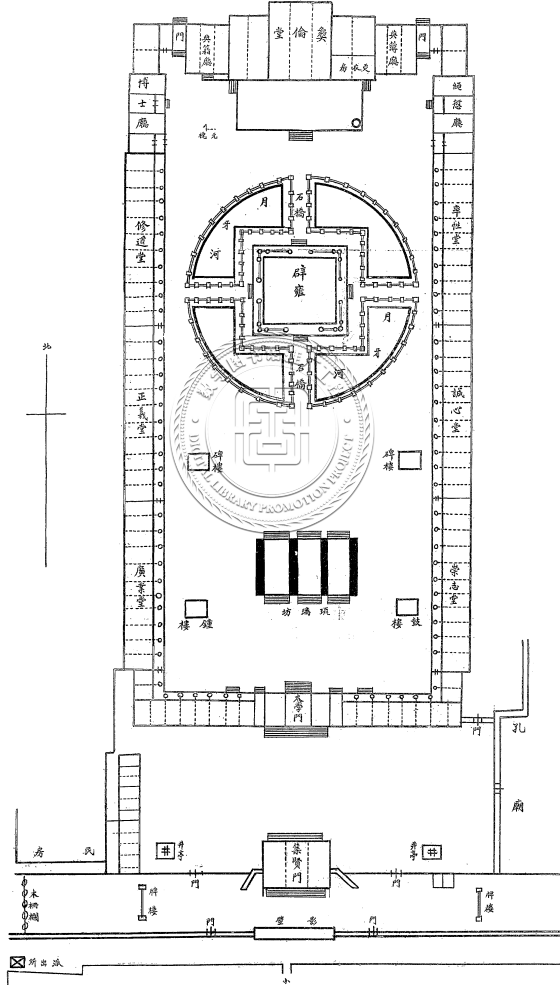 門
典籍廳
彝倫堂
房
典簿廳
門
博士廳
繩愆廳
修道堂
率性堂
石橋
月牙河
辟雍
月牙河
石橋
北
正義堂
誠心堂
DIGITAL LIBRARY PROMOTION PROJECT
碑樓
碑樓
廣業堂
崇志堂
坊
鐘樓
鼓樓
太學門
門
孔廟
民房
井亭
井亭
集賢門
門
門
木柵欄
牌樓
牌樓
門
影壁
門
派出所